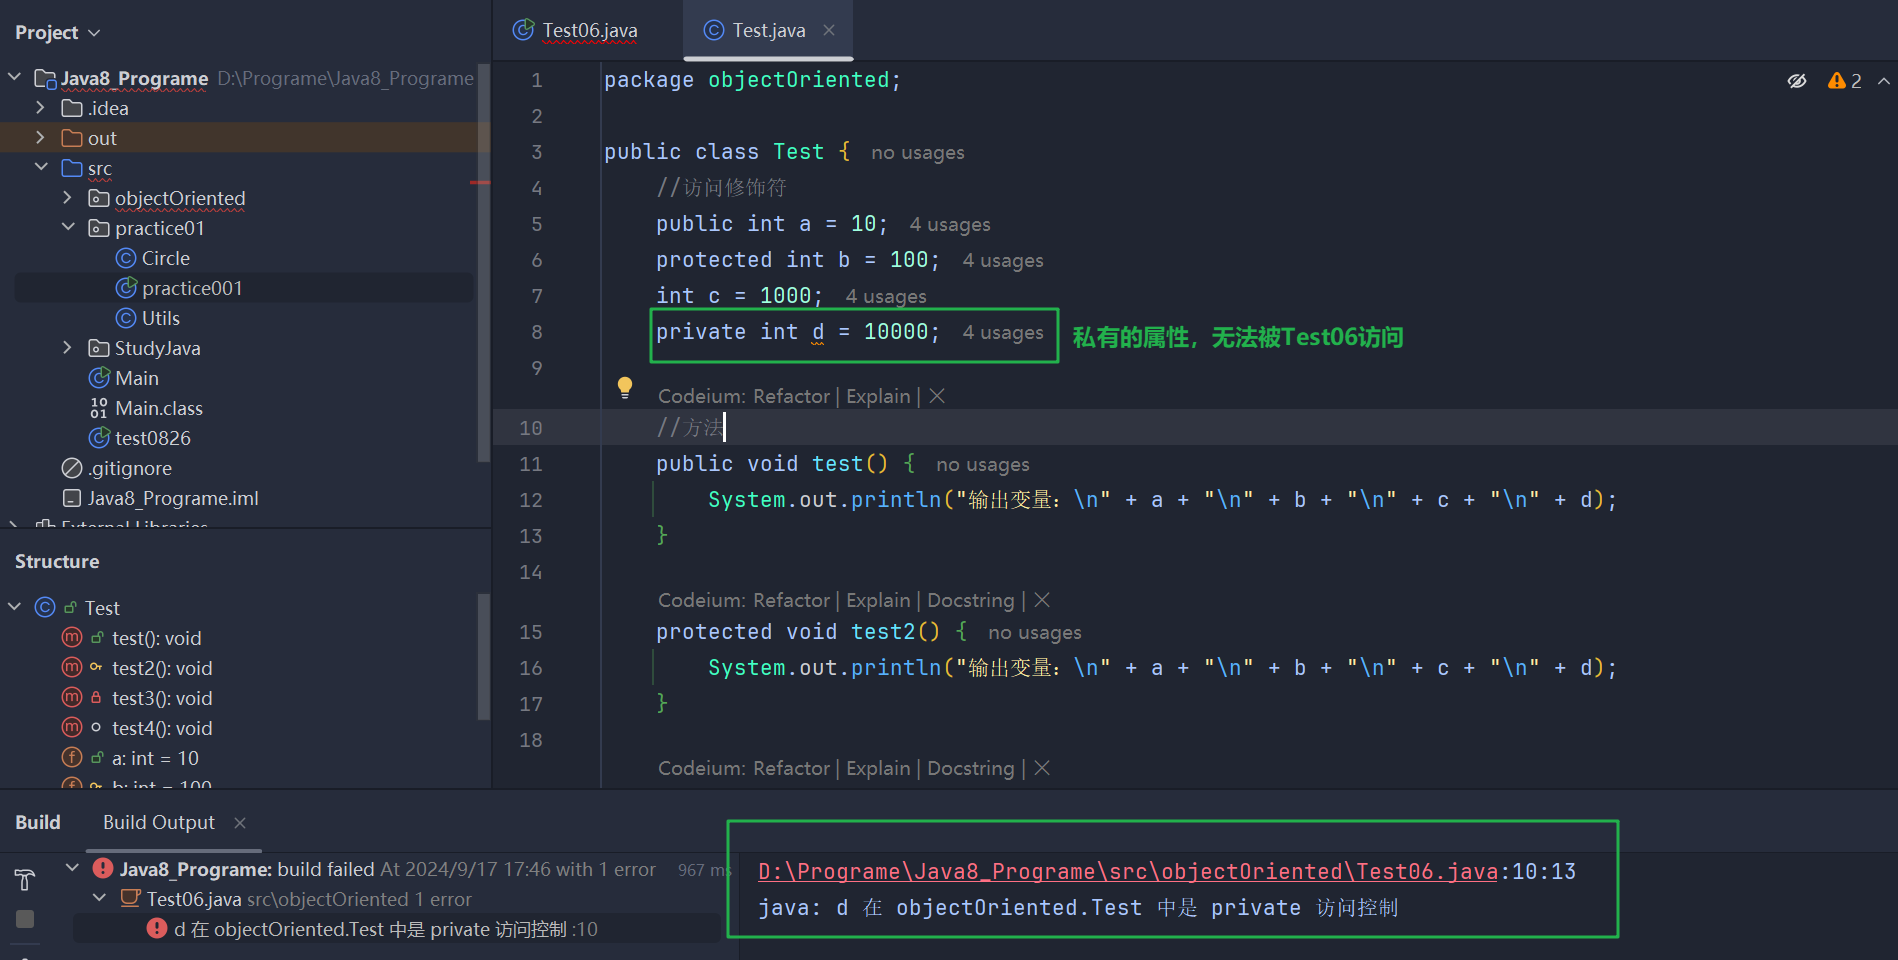 Project
Java8_Programe D:\Programe\Java8_Programe
.idea
out
src
objectOriented
practice01
Circle
practice001
Utils
StudyJava
Main
Main.class
test0826
.gitignore
Java8_Programe.iml
External Libraries
Structure
Test
test(): void
test2(): void
test3(): void
test4(): void
a: int = 10
b: int = 100
Test06.java
Test.java
2
1 package objectOriented;
2
3 public class Test { no usages
4 //访问修饰符
5 public int a = 10; 4 usages
6 protected int b = 100; 4 usages
7 int c = 1000; 4 usages
8 private int d = 10000; 4 usages 私有的属性，无法被Test06访问
9
Codeium: Refactor | Explain |
10 //方法
11 public void test() { no usages
12 System.out.println("输出变量：\n" + a + "\n" + b + "\n" + c + "\n" + d);
13 }
14
Codeium: Refactor | Explain | Docstring |
15 protected void test2() { no usages
16 System.out.println("输出变量：\n" + a + "\n" + b + "\n" + c + "\n" + d);
17 }
18
Codeium: Refactor | Explain | Docstring |
Build Build Output
Java8_Programe: build failed At 2024/9/17 17:46 with 1 error 967 ms
Test06.java src\objectOriented 1 error
d 在 objectOriented.Test 中是 private 访问控制 :10
D:\Programe\Java8_Programe\src\objectOriented\Test06.java:10:13
java: d 在 objectOriented.Test 中是 private 访问控制